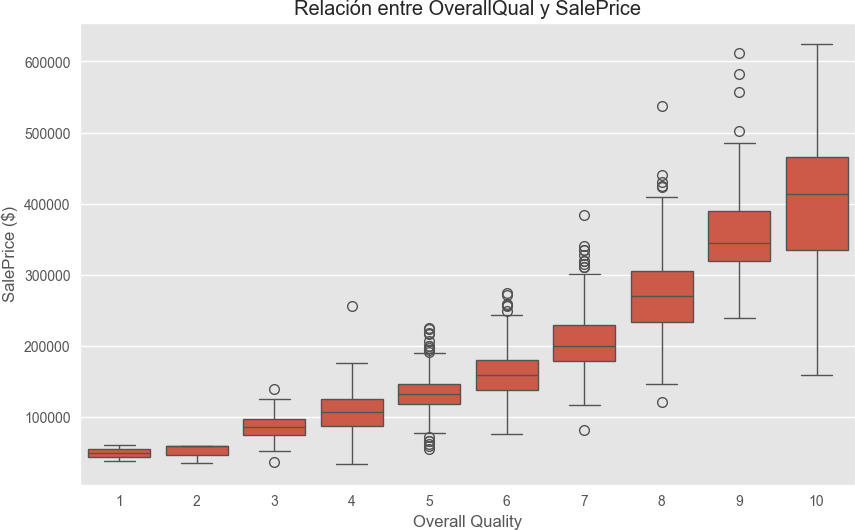 Relación entre OverallQual y SalePrice
SalePrice ($)
600000
500000
400000
300000
200000
100000
1 2 3 4 5 6 7 8 9 10
Overall Quality